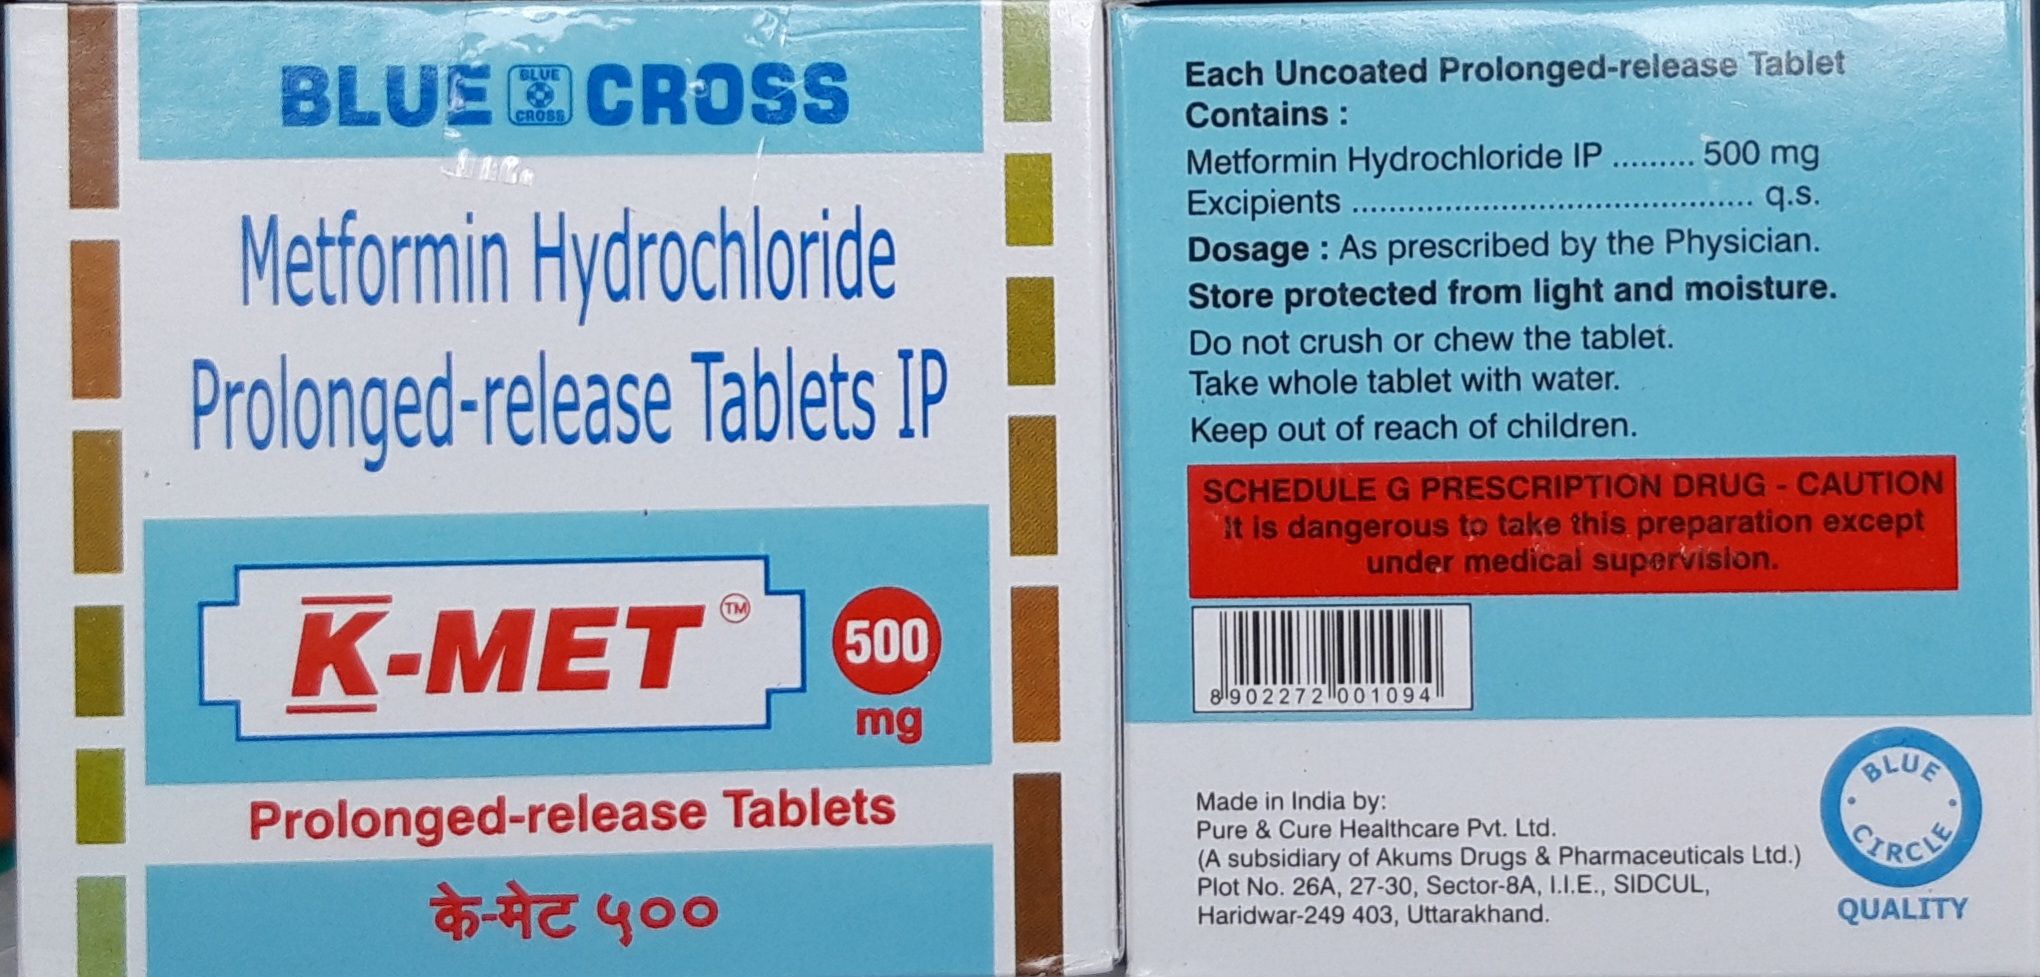 BLUE BLUE CROSS CROSS
Metformin Hydrochloride
Prolonged-release Tablets IP
K-MET TM 500
mg
Prolonged-release Tablets
के-मेट ५००
Each Uncoated Prolonged-release Tablet
Contains :
Metformin Hydrochloride IP ......... 500 mg
Excipients ............................................. q.s.
Dosage : As prescribed by the Physician.
Store protected from light and moisture.
Do not crush or chew the tablet.
Take whole tablet with water.
Keep out of reach of children.
SCHEDULE G PRESCRIPTION DRUG - CAUTION
It is dangerous to take this preparation except
under medical supervision.
8 902272 001094
Made in India by:
Pure & Cure Healthcare Pvt. Ltd.
(A subsidiary of Akums Drugs & Pharmaceuticals Ltd.)
Plot No. 26A, 27-30, Sector-8A, I.I.E., SIDCUL,
Haridwar-249 403, Uttarakhand.
BLUE
CIRCLE
QUALITY